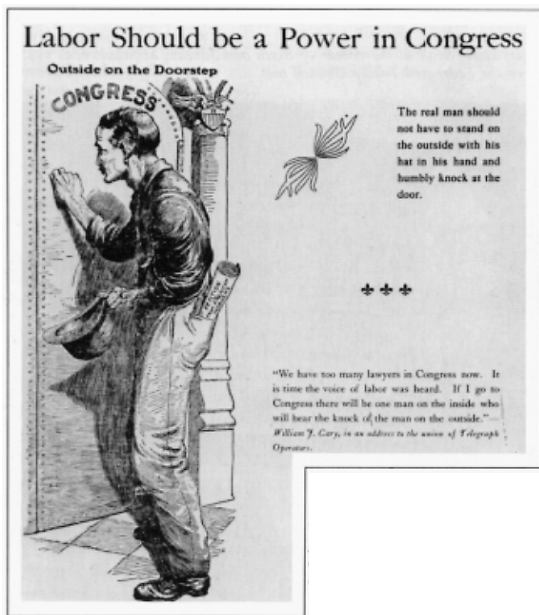 Labor Should be a Power in Congress
Outside on the Doorstep
CONGRESS
The real man should
not have to stand on
the outside with his
hat in his hand and
humbly knock at the
door.
"We have too many lawyers in Congress now. It
is time the voice of labor was heard. If I go to
Congress there will be one man on the inside who
will hear the knock of the man on the outside."—
William J. Cary, in an address to the union of Telegraph
Operators.